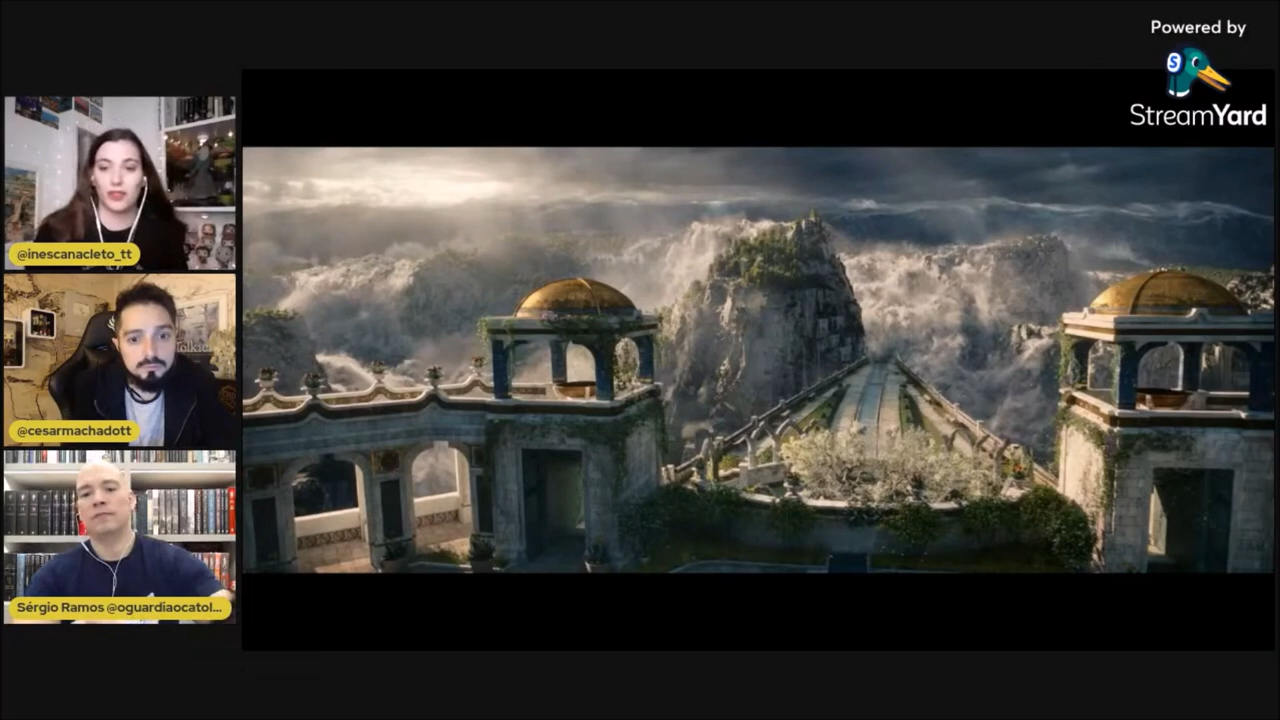 Powered by
StreamYard
@inescanacleto_tt
@cesarmachadott
Sérgio Ramos @oguardiaocatol...